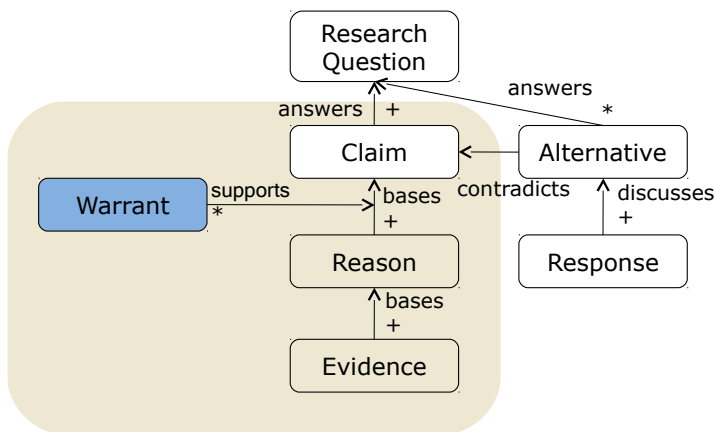 Research
Question
answers
answers
+
*
Claim
Alternative
contradicts
supports
*
Warrant
bases
+
discusses
+
Reason
Response
bases
+
Evidence